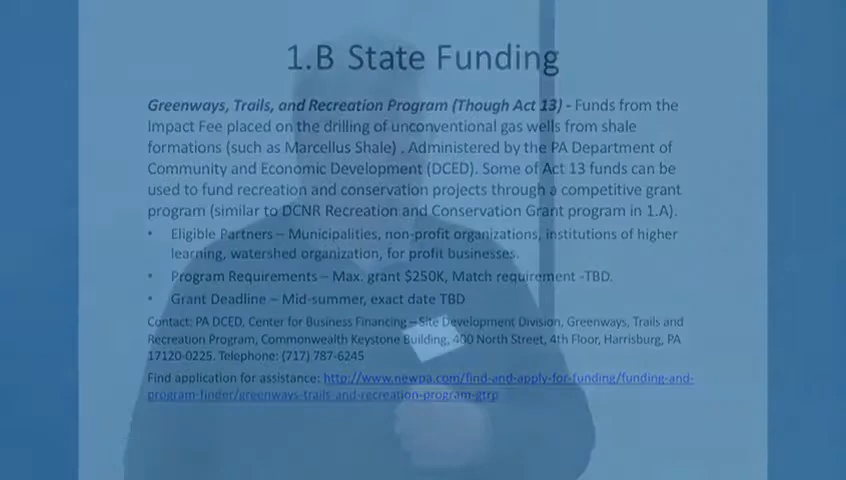 1.B State Funding
Greenways, Trails, and Recreation Program (Though Act 13) - Funds from the
Impact Fee placed on the drilling of unconventional gas wells from shale
formations (such as Marcellus Shale) . Administered by the PA Department of
Community and Economic Development (DCED). Some of Act 13 funds can be
used to fund recreation and conservation projects through a competitive grant
program (similar to DCNR Recreation and Conservation Grant program in 1.A).
• Eligible Partners – Municipalities, non-profit organizations, institutions of higher
learning, watershed organization, for profit businesses.
• Program Requirements – Max. grant $250K, Match requirement -TBD.
• Grant Deadline – Mid-summer, exact date TBD
Contact: PA DCED, Center for Business Financing – Site Development Division, Greenways, Trails and
Recreation Program, Commonwealth Keystone Building, 400 North Street, 4th Floor, Harrisburg, PA
17120-0225. Telephone: (717) 787-6245
Find application for assistance: http://www.newpa.com/find-and-apply-for-funding/funding-and-
program-finder/greenways-trails-and-recreation-program-gtrp